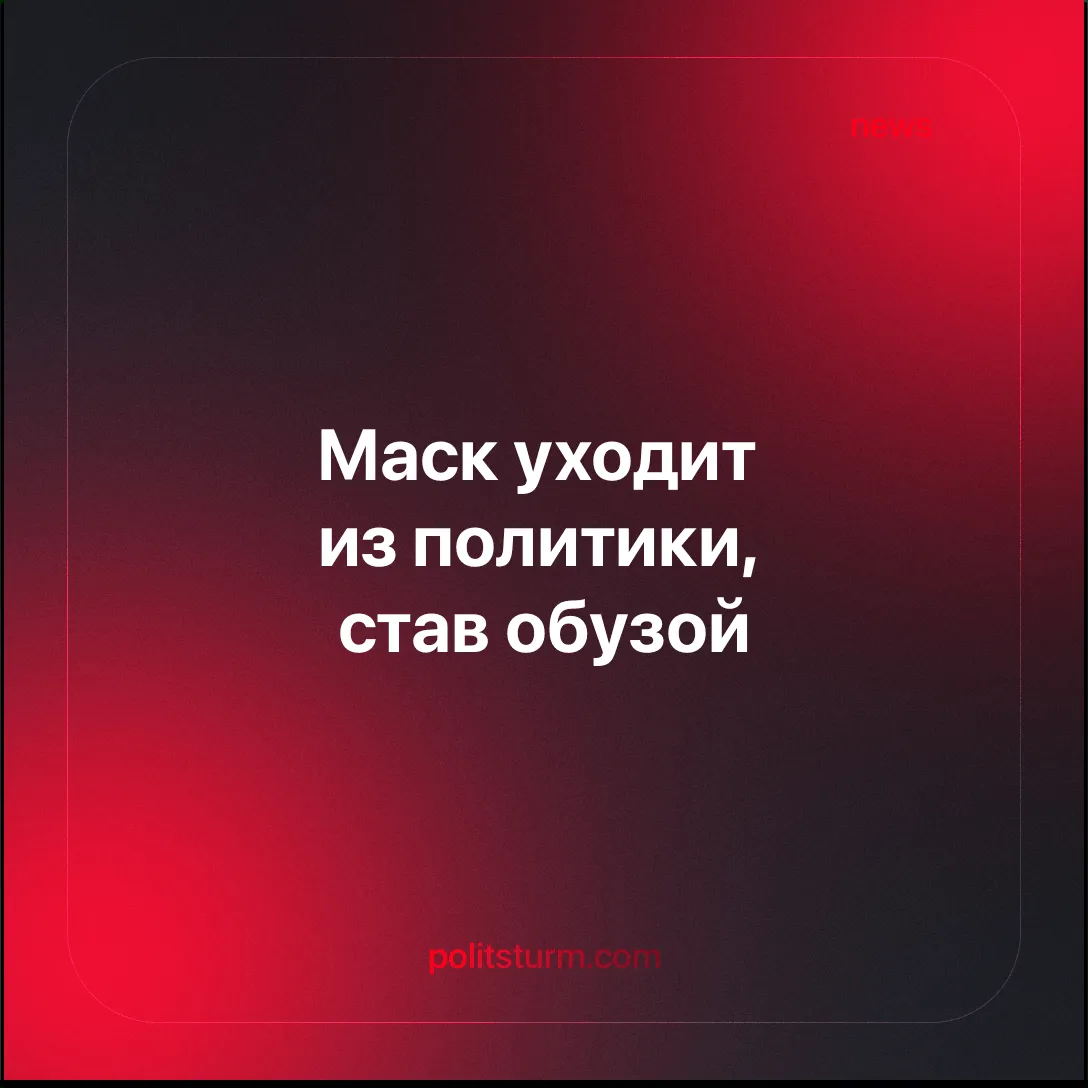 news
Маск уходит
из политики,
став обузой
politsturm.com